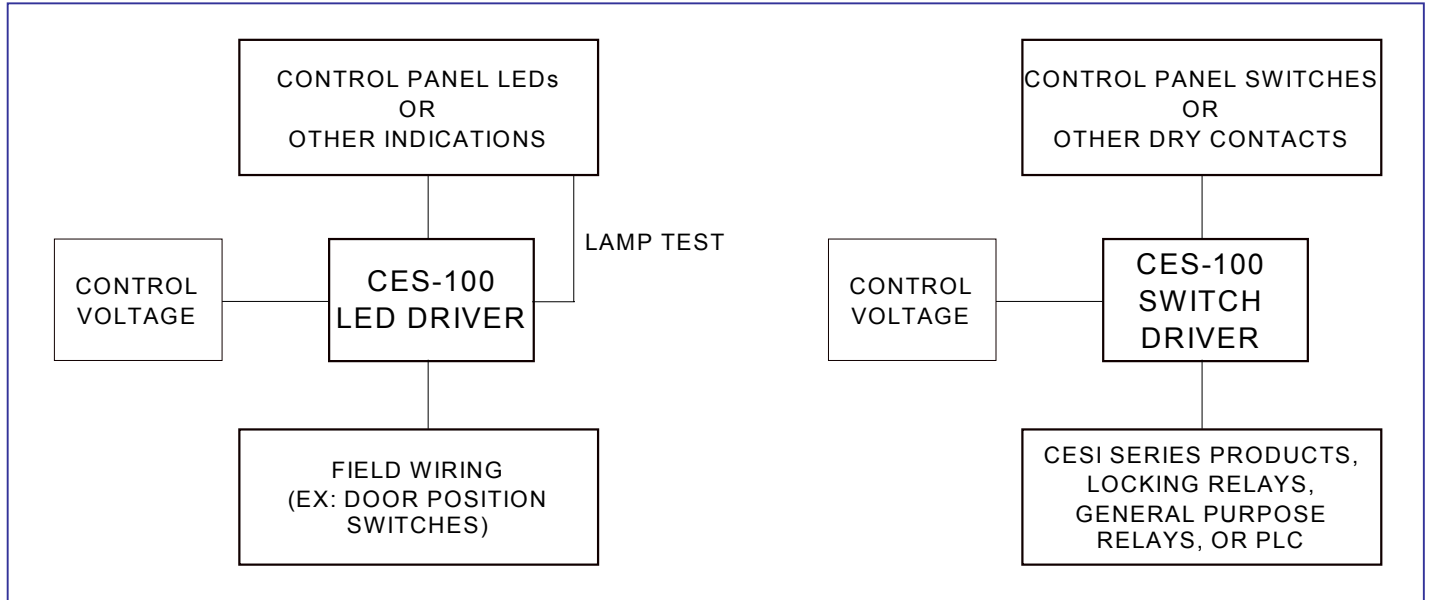 CONTROL PANEL LEDs
OR
OTHER INDICATIONS
LAMP TEST
CONTROL
VOLTAGE
CES-100
LED DRIVER
FIELD WIRING
(EX: DOOR POSITION
SWITCHES)
CONTROL PANEL SWITCHES
OR
OTHER DRY CONTACTS
CONTROL
VOLTAGE
CES-100
SWITCH
DRIVER
CESI SERIES PRODUCTS,
LOCKING RELAYS,
GENERAL PURPOSE
RELAYS, OR PLC